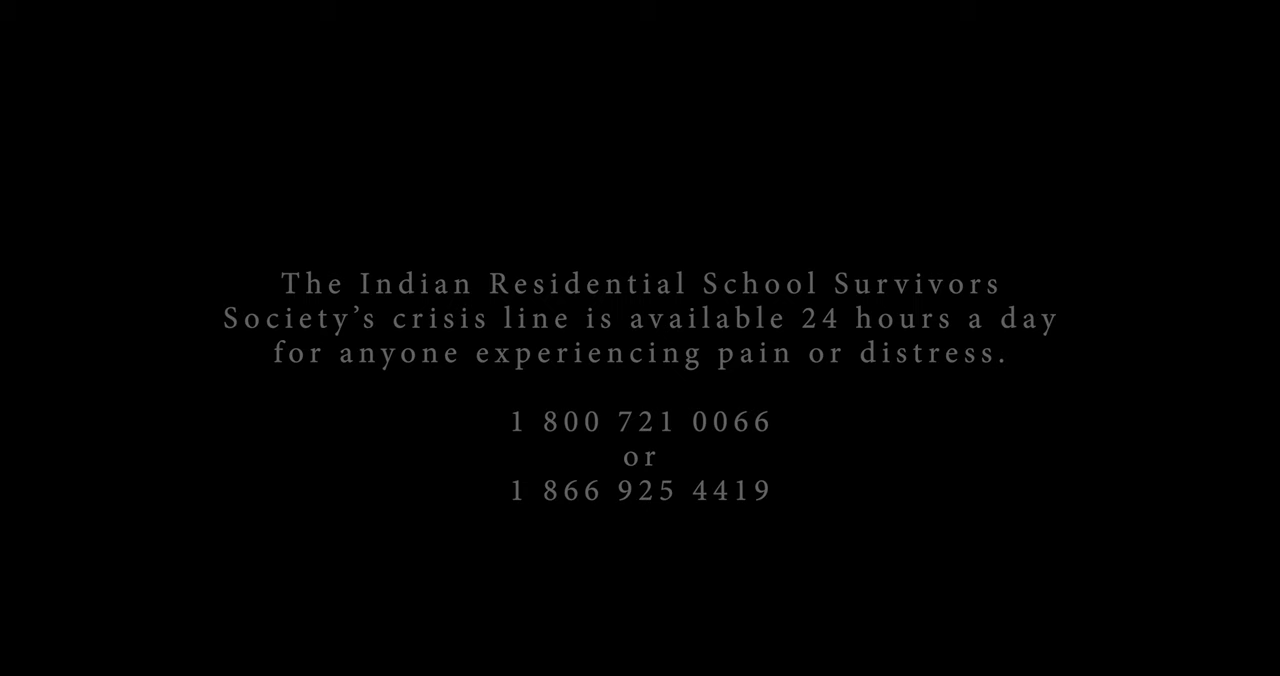 The Indian Residential School Survivors
Society’s crisis line is available 24 hours a day
for anyone experiencing pain or distress.
1 800 721 0066
or
1 866 925 4419